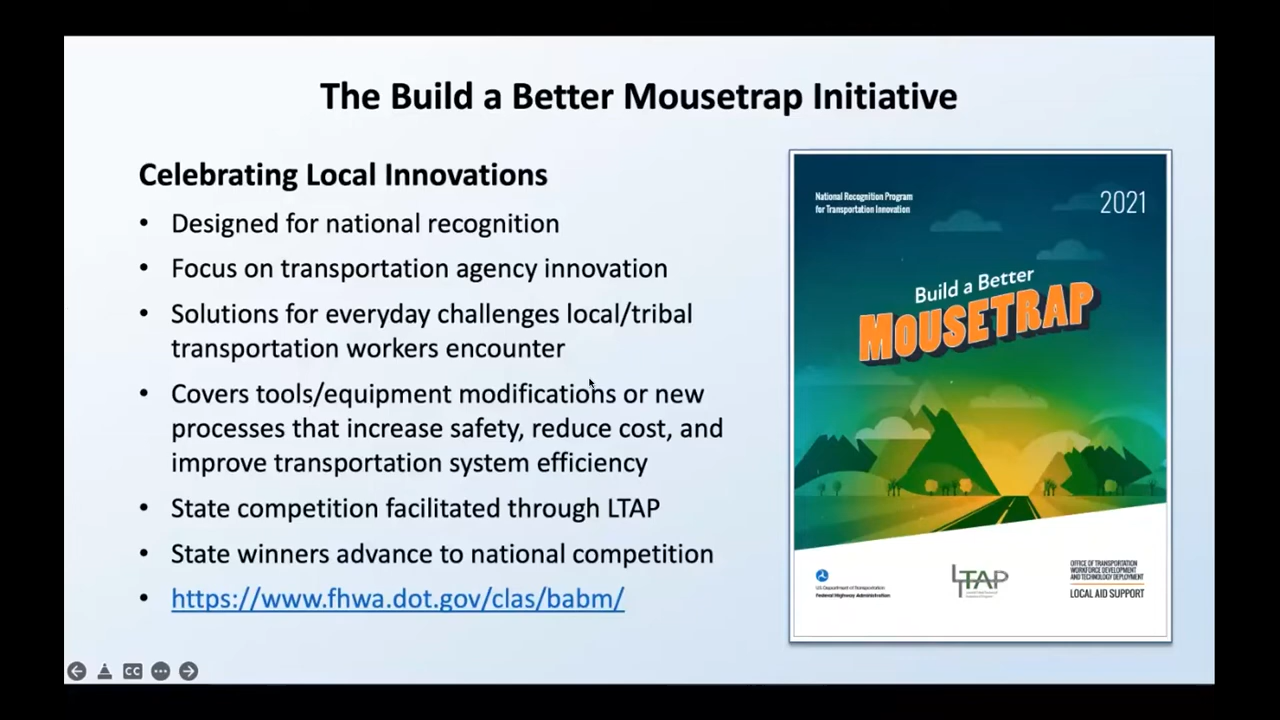 The Build a Better Mousetrap Initiative
Celebrating Local Innovations
• Designed for national recognition
• Focus on transportation agency innovation
• Solutions for everyday challenges local/tribal
transportation workers encounter
• Covers tools/equipment modifications or new
processes that increase safety, reduce cost, and
improve transportation system efficiency
• State competition facilitated through LTAP
• State winners advance to national competition
• https://www.fhwa.dot.gov/clas/babm/
National Recognition Program
for Transportation Innovation
2021
Build a Better
MOUSETRAP
US Department of Transportation
Federal Highway Administration
LTAP
OFFICE OF TRANSPORTATION
WORKFORCE DEVELOPMENT
AND TECHNOLOGY DEPLOYMENT
LOCAL AID SUPPORT
CC